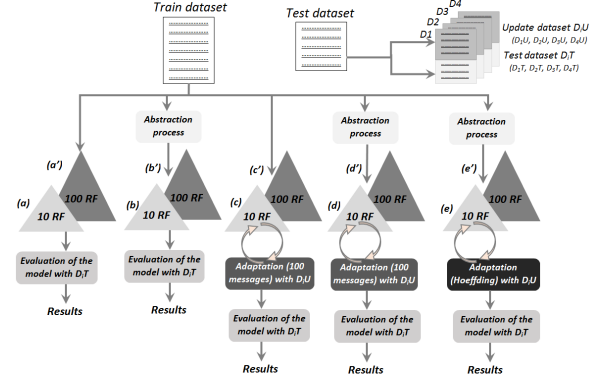 Train dataset
Test dataset
D4
D3
D2
D1
Update dataset DiU
(D1U, D2U, D3U, D4U)
Test dataset DiT
(D1T, D2T, D3T, D4T)
Abstraction
process
Abstraction
process
Abstraction
process
(a')
(b')
(c')
(d')
(e')
(a)
100 RF
10 RF
(b)
100 RF
10 RF
(c)
100 RF
10 RF
(d)
100 RF
10 RF
(e)
100 RF
10 RF
Evaluation of the
model with DiT
Evaluation of the
model with DiT
Adaptation (100
messages) with DiU
Adaptation (100
messages) with DiU
Adaptation
(Hoeffding) with DiU
Results
Results
Evaluation of the
model with DiT
Evaluation of the
model with DiT
Evaluation of the
model with DiT
Results
Results
Results